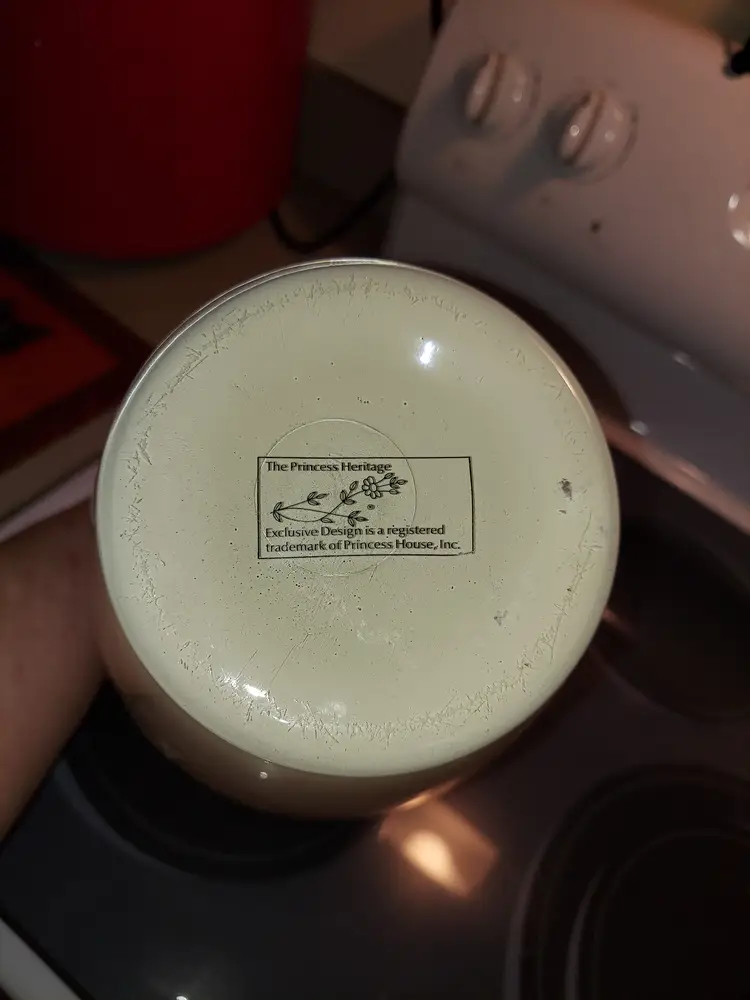 The Princess Heritage
Exclusive Design is a registered
trademark of Princess House, Inc.